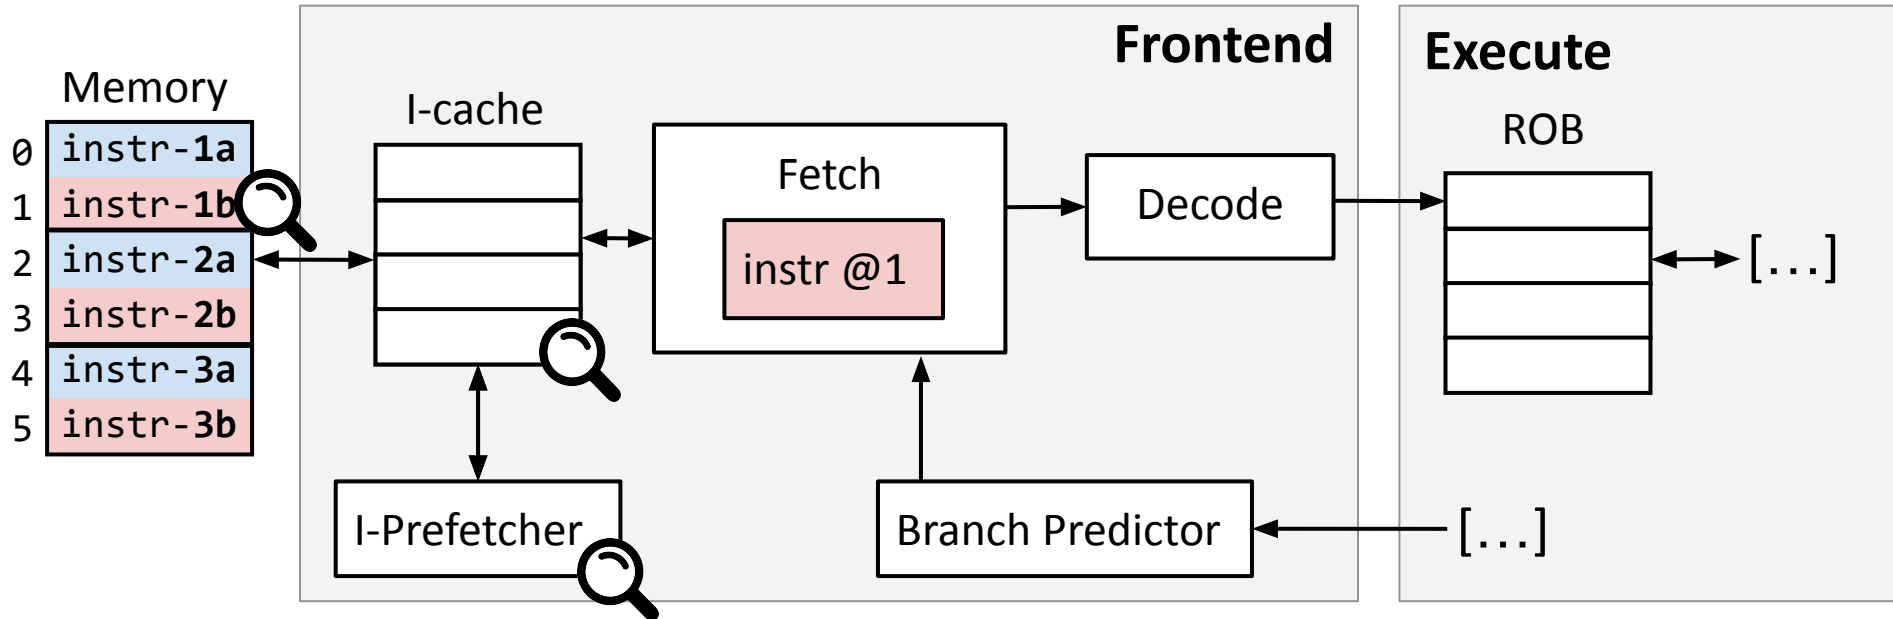 Frontend
Execute
Memory
0 instr-1a
1 instr-1b
2 instr-2a
3 instr-2b
4 instr-3a
5 instr-3b
I-cache
Fetch
instr @1
Decode
ROB
[...]
I-Prefetcher
Branch Predictor
[...]